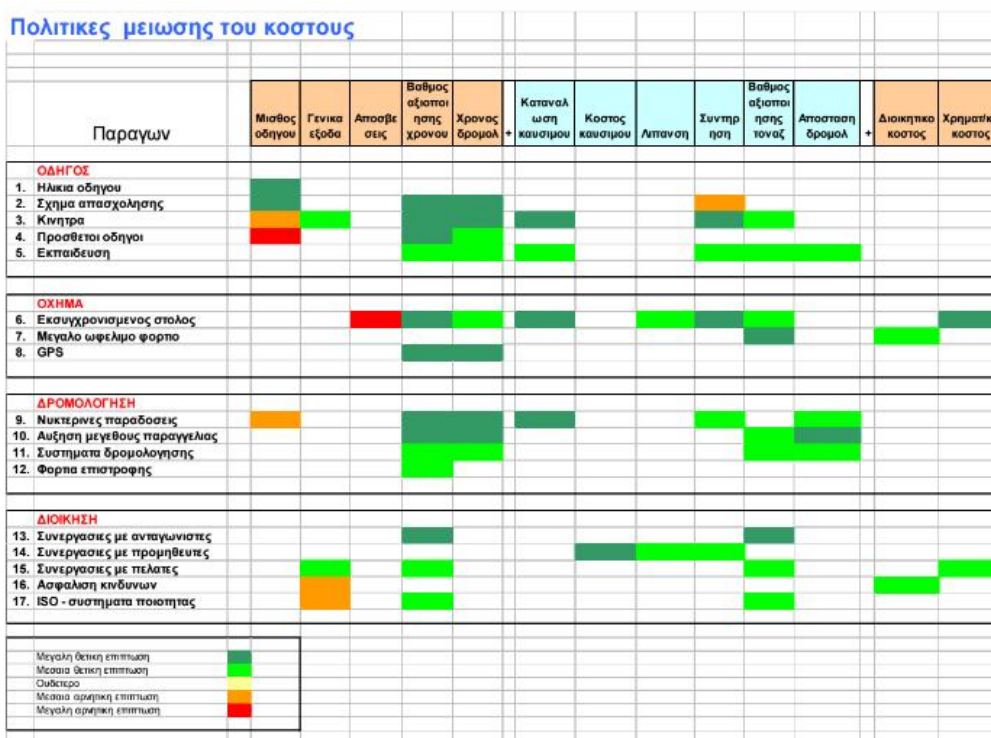 Πολιτικες μειωσης του κοστους
Παραγων
Μισθος οδηγου
Γενικα εξοδα
Αποσβε σεις
Βαθμος αξιοποι ησης χρονου
Χρονος δρομολ
+
Καταναλ ωση καυσιμου
Κοστος καυσιμου
Λιπανση
Συντηρ ηση
Βαθμος αξιοποι ησης τοναζ
Αποσταση δρομολ
+
Διοικητικο κοστος
Χρηματ/κ κοστος
ΟΔΗΓΟΣ
1. Ηλικια οδηγου
2. Σχημα απασχολησης
3. Κινητρα
4. Προσθετοι οδηγοι
5. Εκπαιδευση
ΟΧΗΜΑ
6. Εκσυγχρονισμενος στολος
7. Μεγαλο ωφελιμο φορτιο
8. GPS
ΔΡΟΜΟΛΟΓΗΣΗ
9. Νυκτερινες παραδοσεις
10. Αυξηση μεγεθους παραγγελιας
11. Συστηματα δρομολογησης
12. Φορτια επιστροφης
ΔΙΟΙΚΗΣΗ
13. Συνεργασιες με ανταγωνιστες
14. Συνεργασιες με προμηθευτες
15. Συνεργασιες με πελατες
16. Ασφαλιση κινδυνων
17. ISO - συστηματα ποιοτητας
Μεγαλη θετικη επιπτωση
Μεσαια θετικη επιπτωση
Ουδετερο
Μεσαια αρνητικη επιπτωση
Μεγαλη αρνητικη επιπτωση